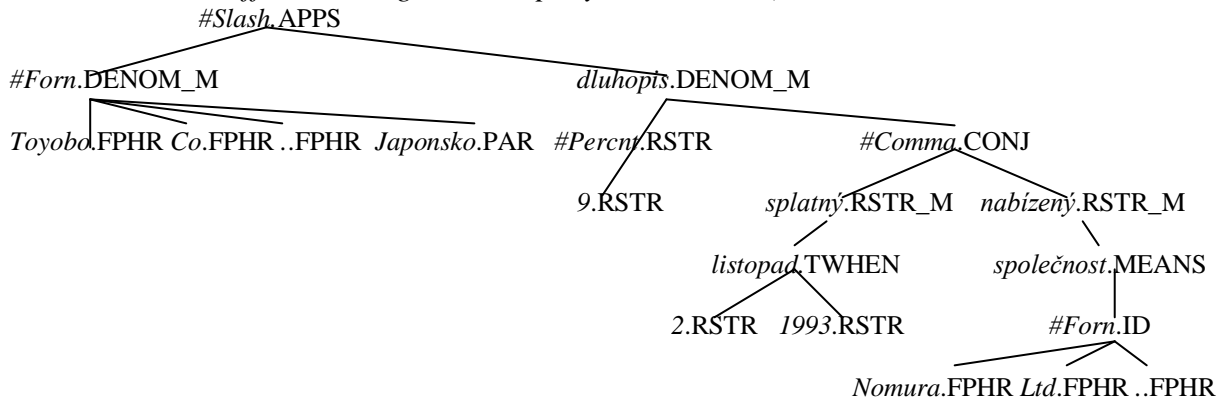 #Slash.APPS
#Forn.DENOM_M dluhopis.DENOM_M
Toyobo.FPHR Co.FPHR ..FPHR Japonsko.PAR #Percnt.RSTR #Comma.CONJ
9.RSTR splatný.RSTR_M nabízený.RSTR_M
listopad.TWHEN společnost.MEANS
2.RSTR 1993.RSTR #Forn.ID
Nomura.FPHR Ltd.FPHR ..FPHR